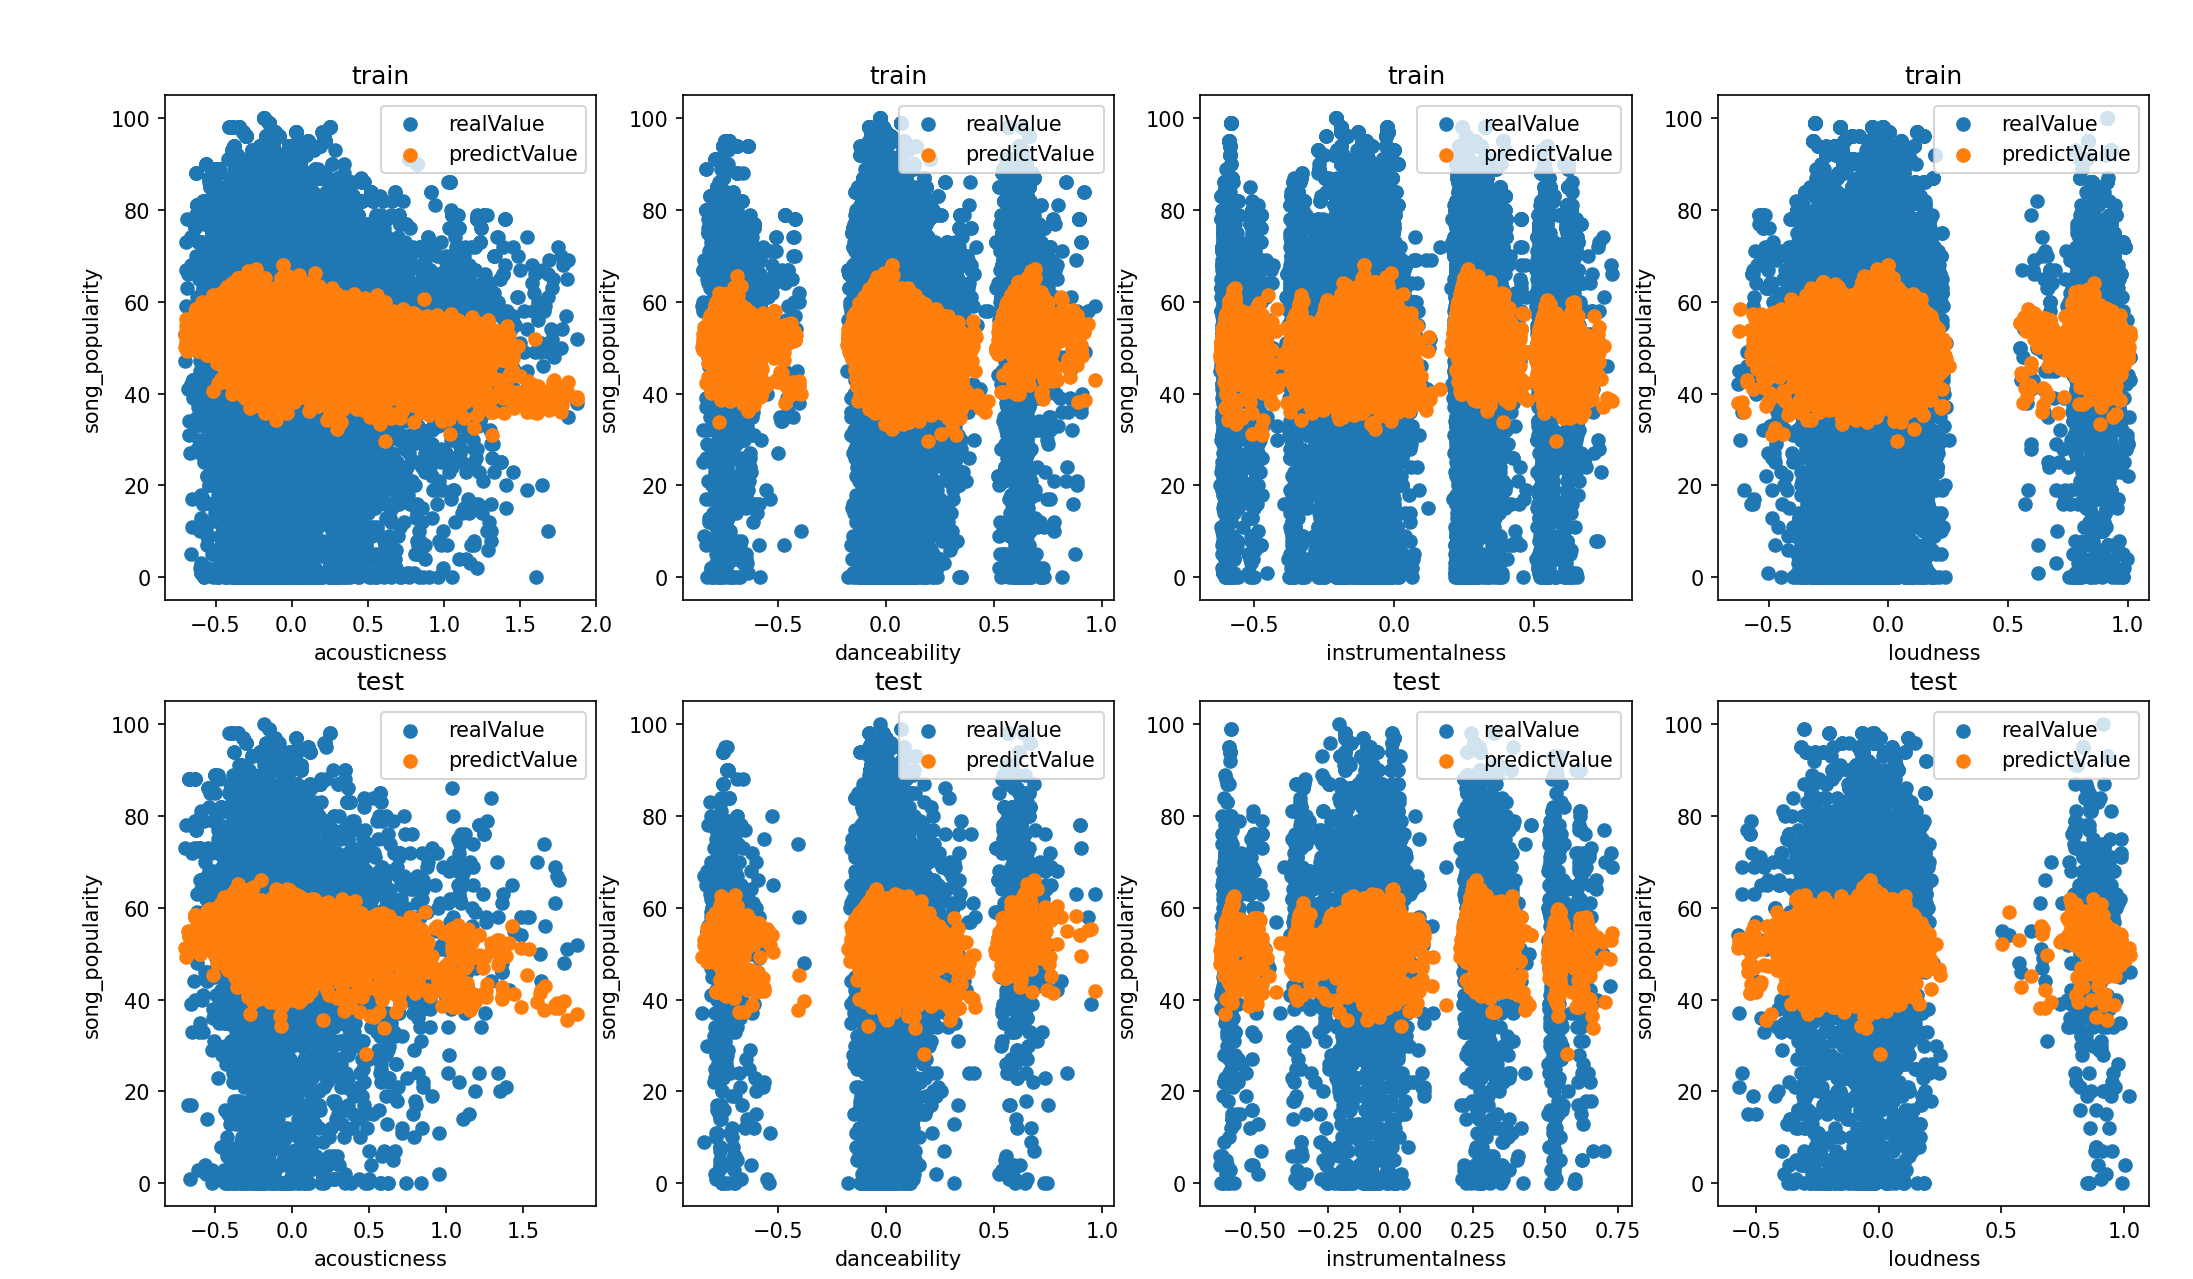 train
train
train
train
realValue
predictValue
realValue
predictValue
realValue
predictValue
realValue
predictValue
song_popularity
song_popularity
song_popularity
song_popularity
100
80
60
40
20
0
100
80
60
40
20
0
100
80
60
40
20
0
100
80
60
40
20
0
−0.5 0.0 0.5 1.0 1.5 2.0
−0.5 0.0 0.5 1.0
−0.5 0.0 0.5
−0.5 0.0 0.5 1.0
acousticness
danceability
instrumentalness
loudness
test
test
test
test
realValue
predictValue
realValue
predictValue
realValue
predictValue
realValue
predictValue
song_popularity
song_popularity
song_popularity
song_popularity
100
80
60
40
20
0
100
80
60
40
20
0
100
80
60
40
20
0
100
80
60
40
20
0
−0.5 0.0 0.5 1.0 1.5
−0.5 0.0 0.5 1.0
−0.50 −0.25 0.00 0.25 0.50 0.75
−0.5 0.0 0.5 1.0
acousticness
danceability
instrumentalness
loudness